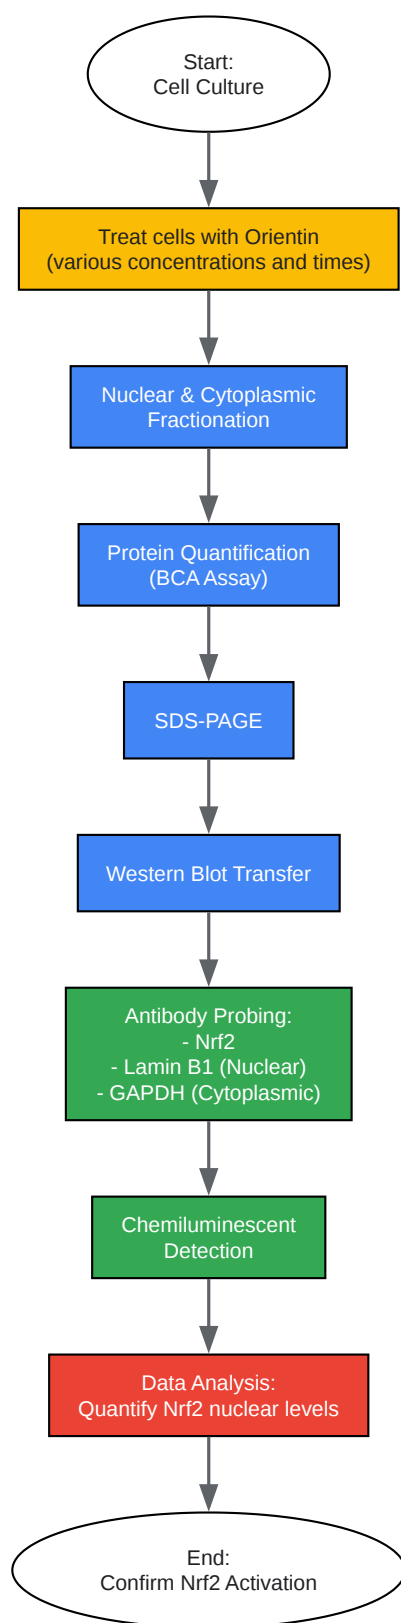 Start:
Cell Culture
Treat cells with Orientin
(various concentrations and times)
Nuclear & Cytoplasmic
Fractionation
Protein Quantification
(BCA Assay)
SDS-PAGE
Western Blot Transfer
Antibody Probing:
- Nrf2
- Lamin B1 (Nuclear)
- GAPDH (Cytoplasmic)
Chemiluminescent
Detection
Data Analysis:
Quantify Nrf2 nuclear levels
End:
Confirm Nrf2 Activation